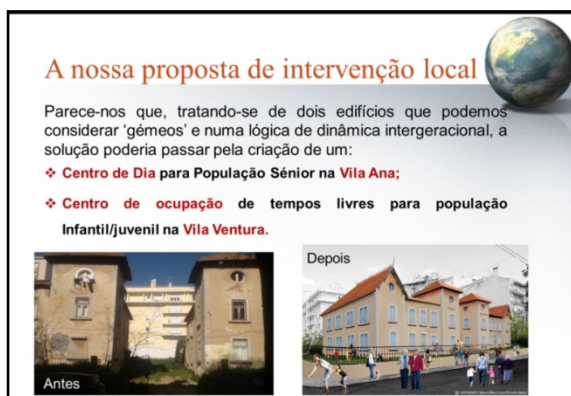 A nossa proposta de intervenção local
Parece-nos que, tratando-se de dois edifícios que podemos
considerar ‘gémeos’ e numa lógica de dinâmica intergeracional, a
solução poderia passar pela criação de um:
❖ Centro de Dia para População Sénior na Vila Ana;
❖ Centro de ocupação de tempos livres para população
Infantil/juvenil na Vila Ventura.
Antes
Depois